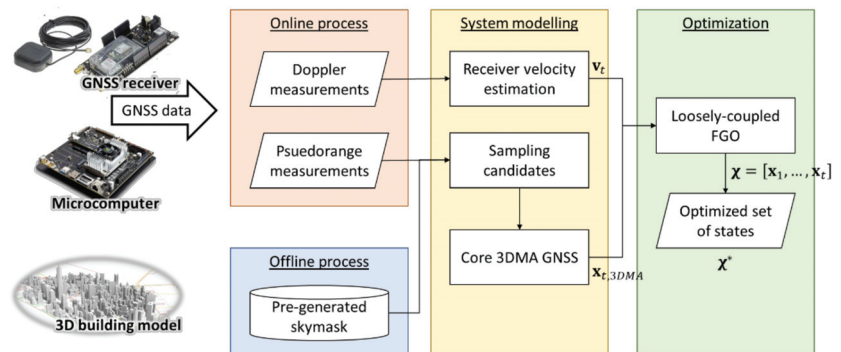 GNSS receiver
GNSS data
Microcomputer
3D building model
Online process
Doppler
measurements
Psuedorange
measurements
Offline process
Pre-generated
skymask
System modelling
Receiver velocity
estimation
v_t
Sampling
candidates
Core 3DMA GNSS
x_{t,3DMA}
Optimization
Loosely-coupled
FGO
χ = [x_1, …, x_t]
Optimized set
of states
χ*